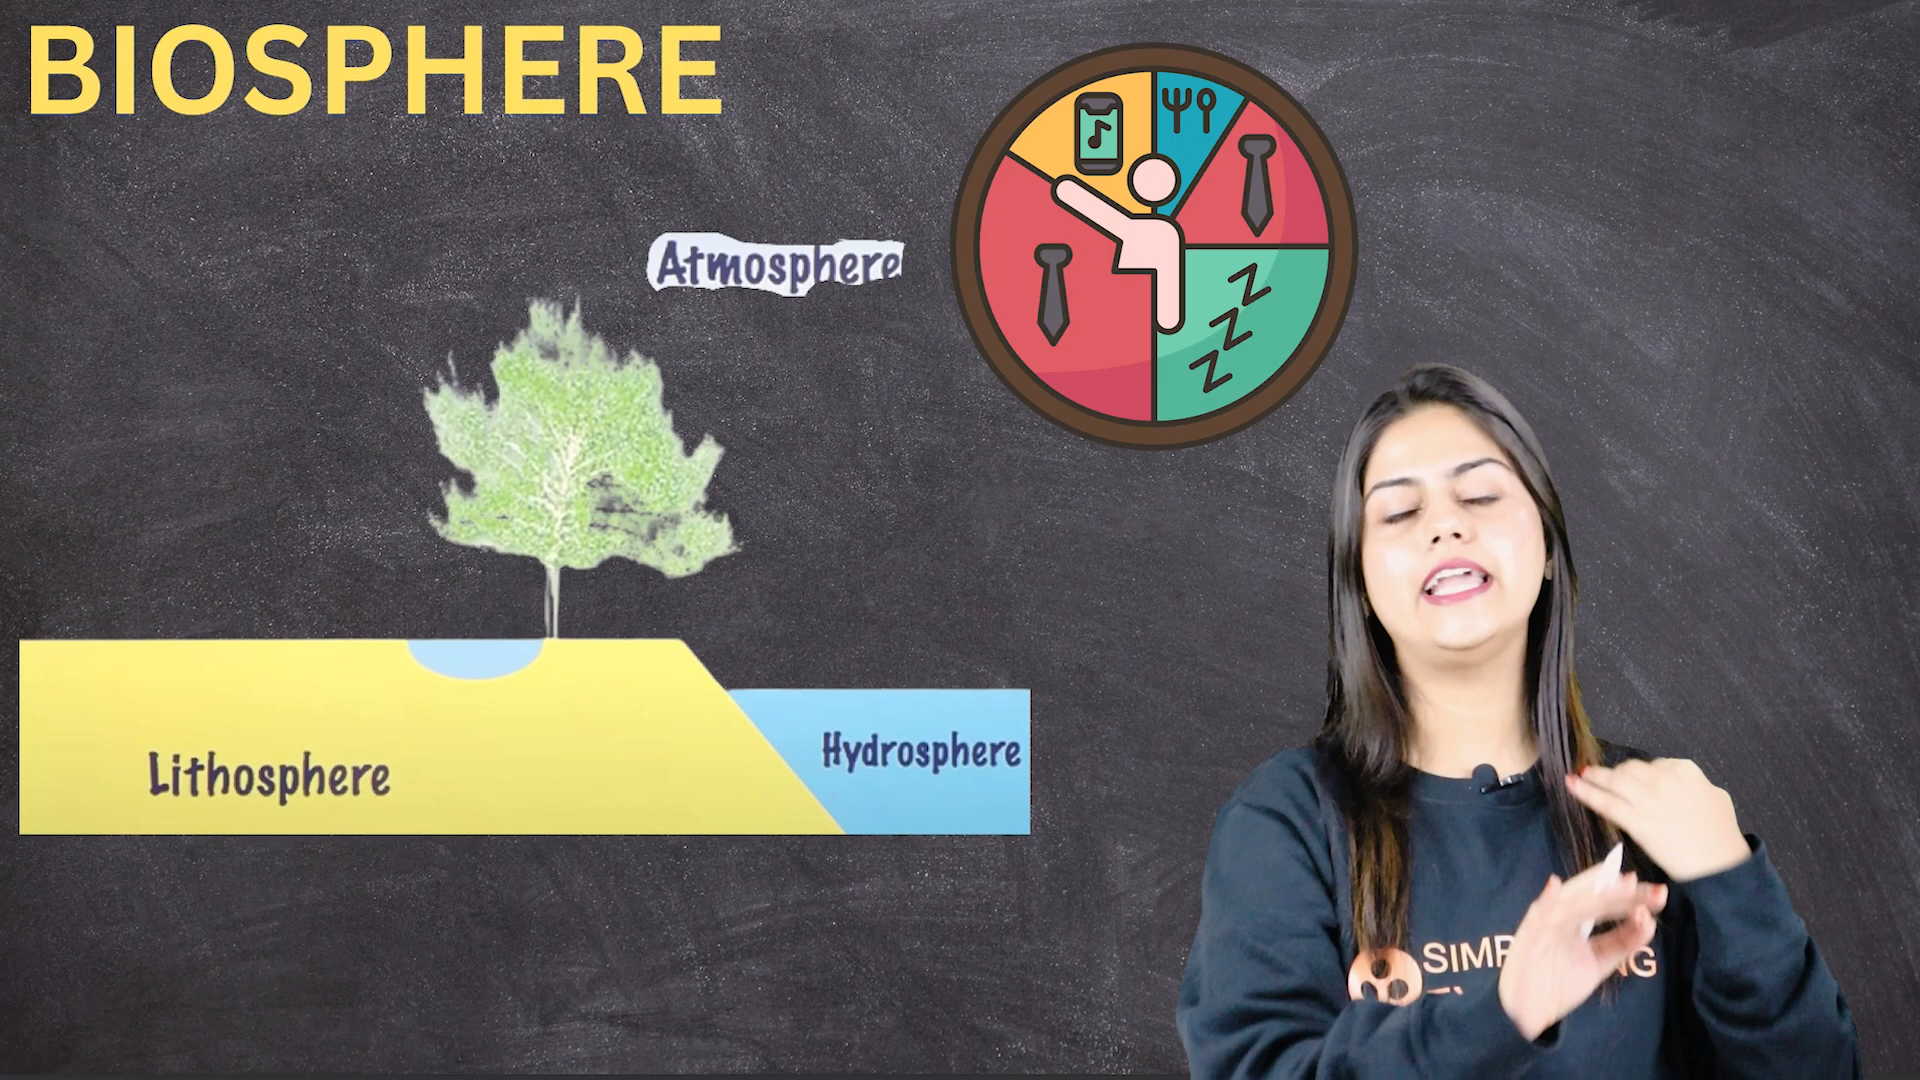 BIOSPHERE
Atmosphere
Z
Z
Z
Lithosphere
Hydrosphere